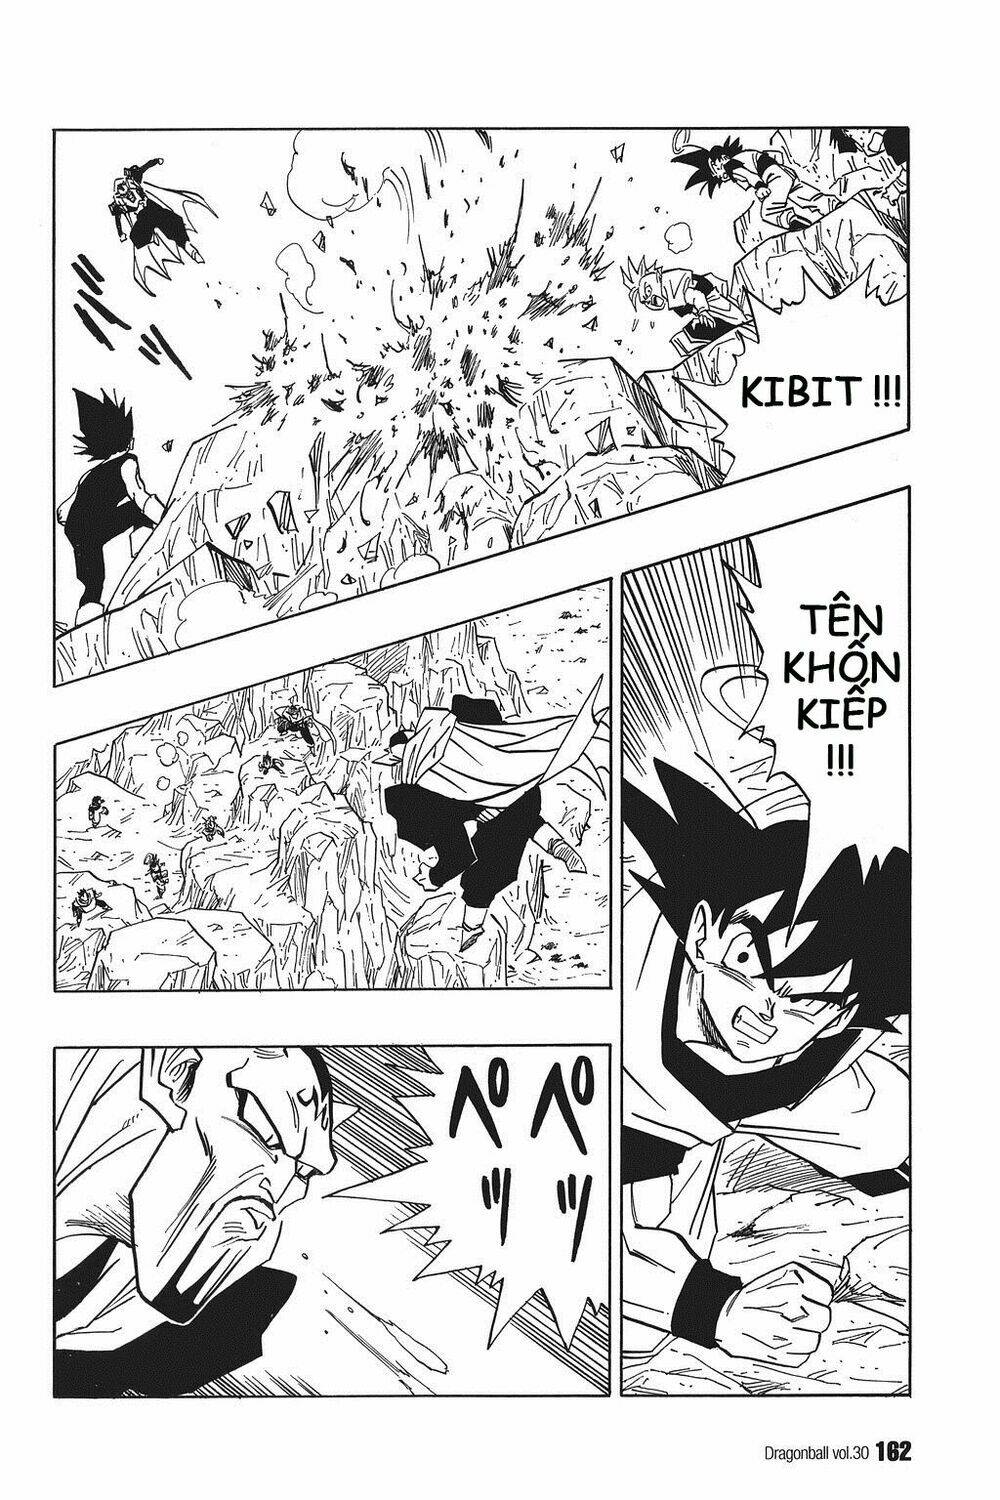 KIBIT !!!
TÊN
KHỐN
KIẾP
!!!
ペペ
ッッ
Dragonball vol.30 162